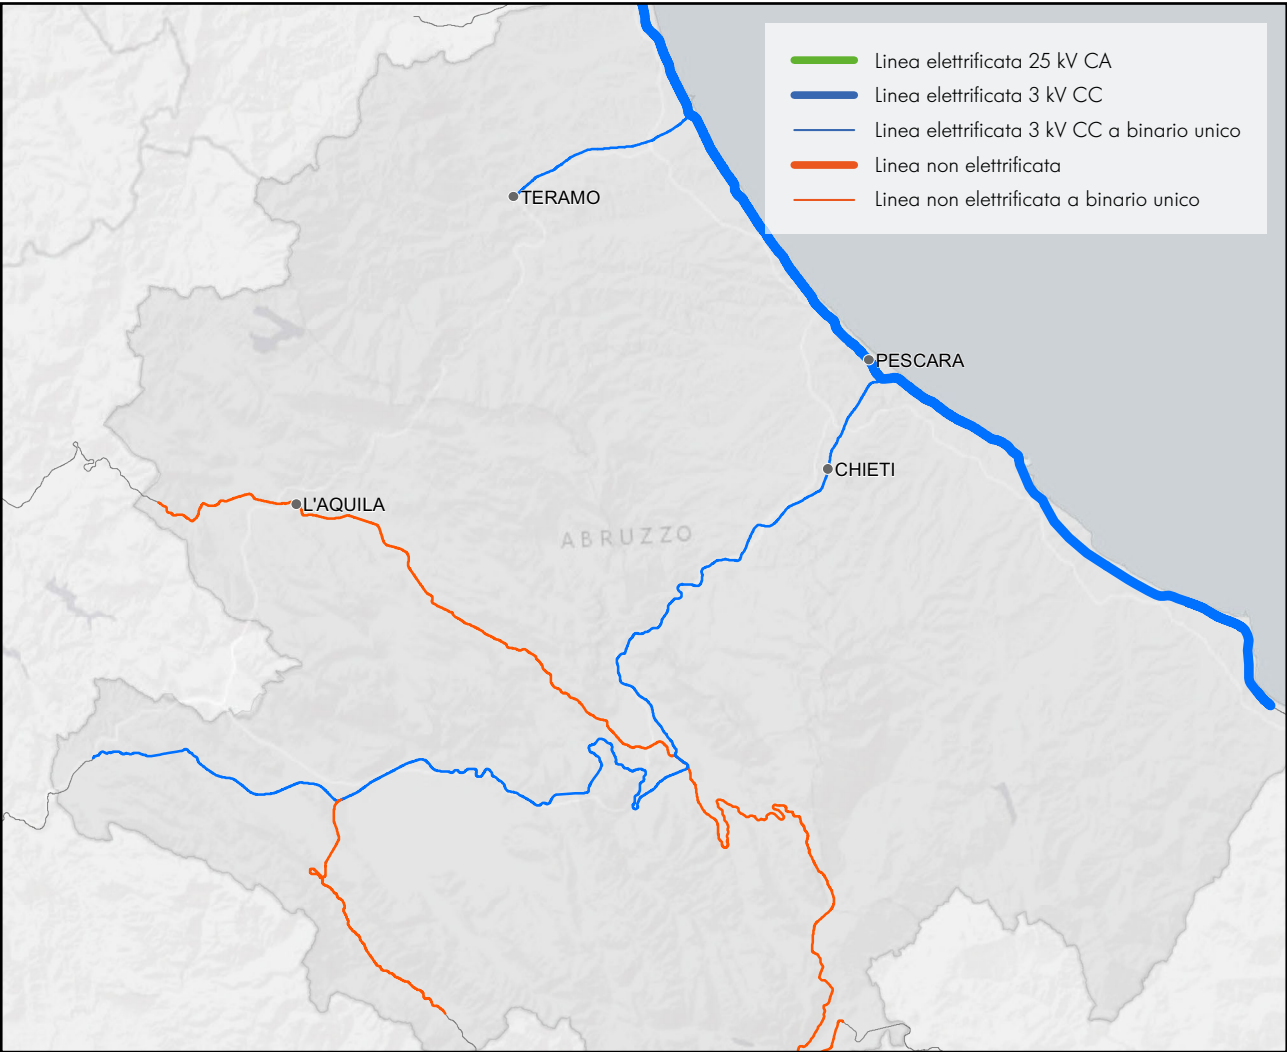 Linea elettrificata 25 kV CA
Linea elettrificata 3 kV CC
Linea elettrificata 3 kV CC a binario unico
Linea non elettrificata
Linea non elettrificata a binario unico
TERAMO
PESCARA
CHIETI
L'AQUILA
ABRUZZO